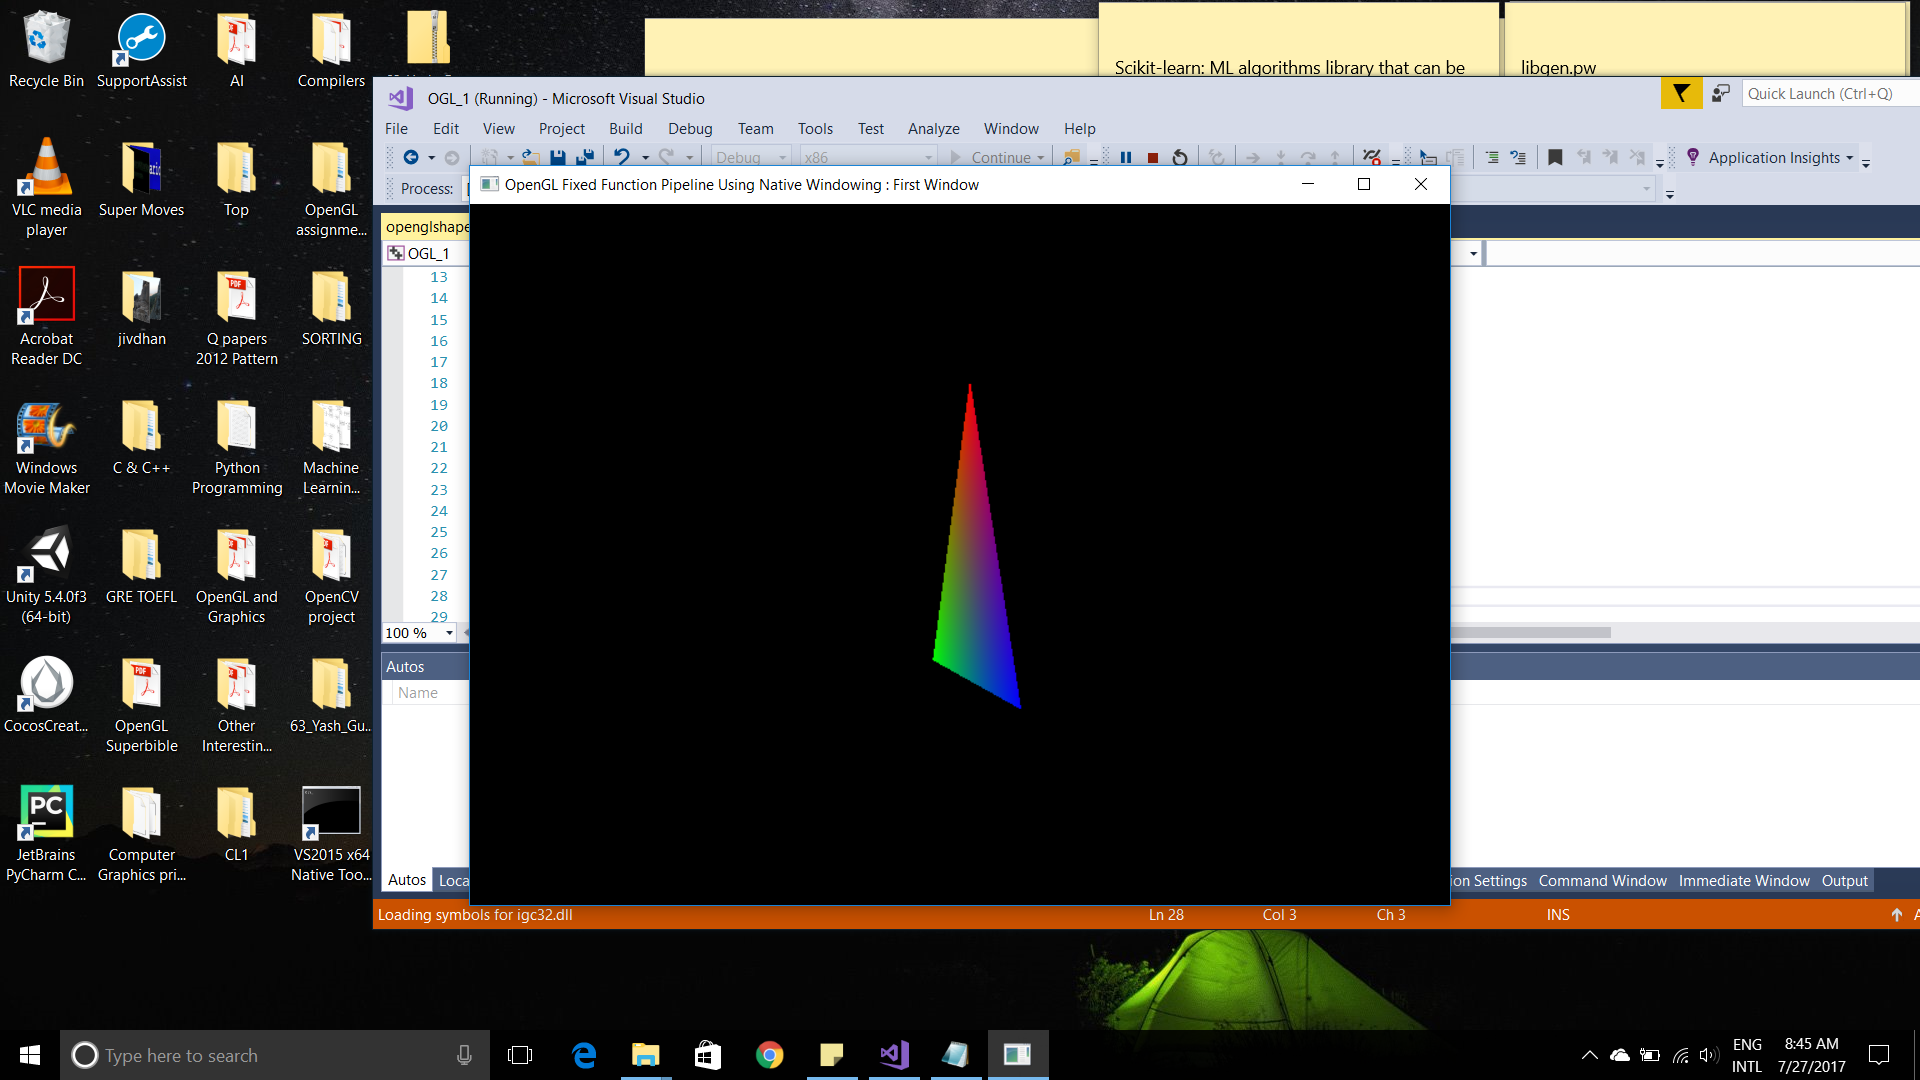 Recycle Bin
SupportAssist
AI
Compilers
VLC media
player
Super Moves
Top
OpenGL
assignme...
Acrobat
Reader DC
jivdhan
Q papers
2012 Pattern
SORTING
Windows
Movie Maker
C & C++
Python
Programming
Machine
Learnin...
Unity 5.4.0f3
(64-bit)
GRE TOEFL
OpenGL and
Graphics
OpenCV
project
CocosCreat...
OpenGL
Superbible
Other
Interestin...
63_Yash_Gu...
JetBrains
PyCharm C...
Computer
Graphics pri...
CL1
VS2015 x64
Native Too...
Scikit-learn: ML algorithms library that can be
libgen.pw
OGL_1 (Running) - Microsoft Visual Studio
Quick Launch (Ctrl+Q)
File Edit View Project Build Debug Team Tools Test Analyze Window Help
Debug x86 Continue Application Insights
Process:
OpenGL Fixed Function Pipeline Using Native Windowing : First Window
openglshape
OGL_1
13
14
15
16
17
18
19
20
21
22
23
24
25
26
27
28
29
100 %
Autos
Name
Autos Loca
ion Settings Command Window Immediate Window Output
Loading symbols for igc32.dll Ln 28 Col 3 Ch 3 INS
Type here to search
ENG
INTL
8:45 AM
7/27/2017